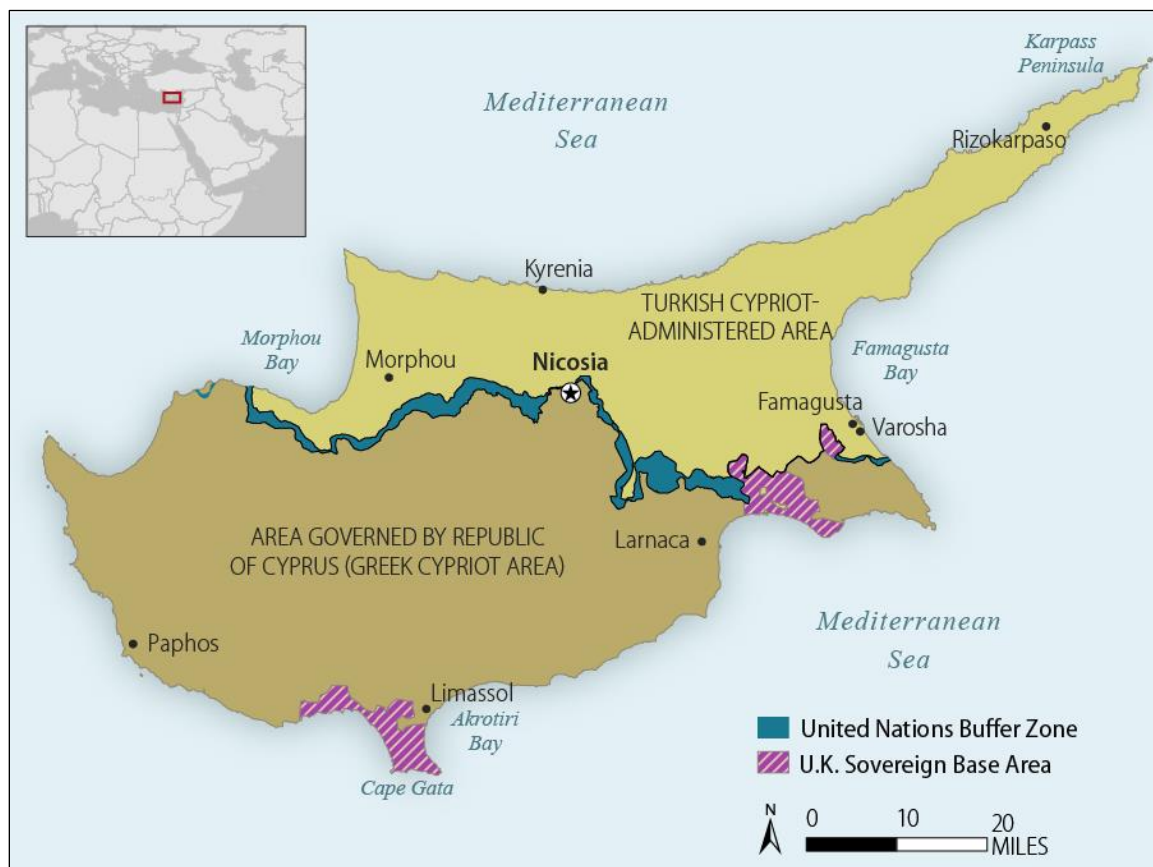 Karpass
Peninsula
Mediterranean
Sea
Rizokarpaso
Kyrenia
TURKISH CYPRIOT-
ADMINISTERED AREA
Morphou
Bay
Morphou
Nicosia
Famagusta
Bay
Famagusta
Varosha
AREA GOVERNED BY REPUBLIC
OF CYPRUS (GREEK CYPRIOT AREA)
Larnaca
Paphos
Mediterranean
Sea
Limassol
Akrotiri
Bay
Cape Gata
United Nations Buffer Zone
U.K. Sovereign Base Area
N
0 10 20
MILES